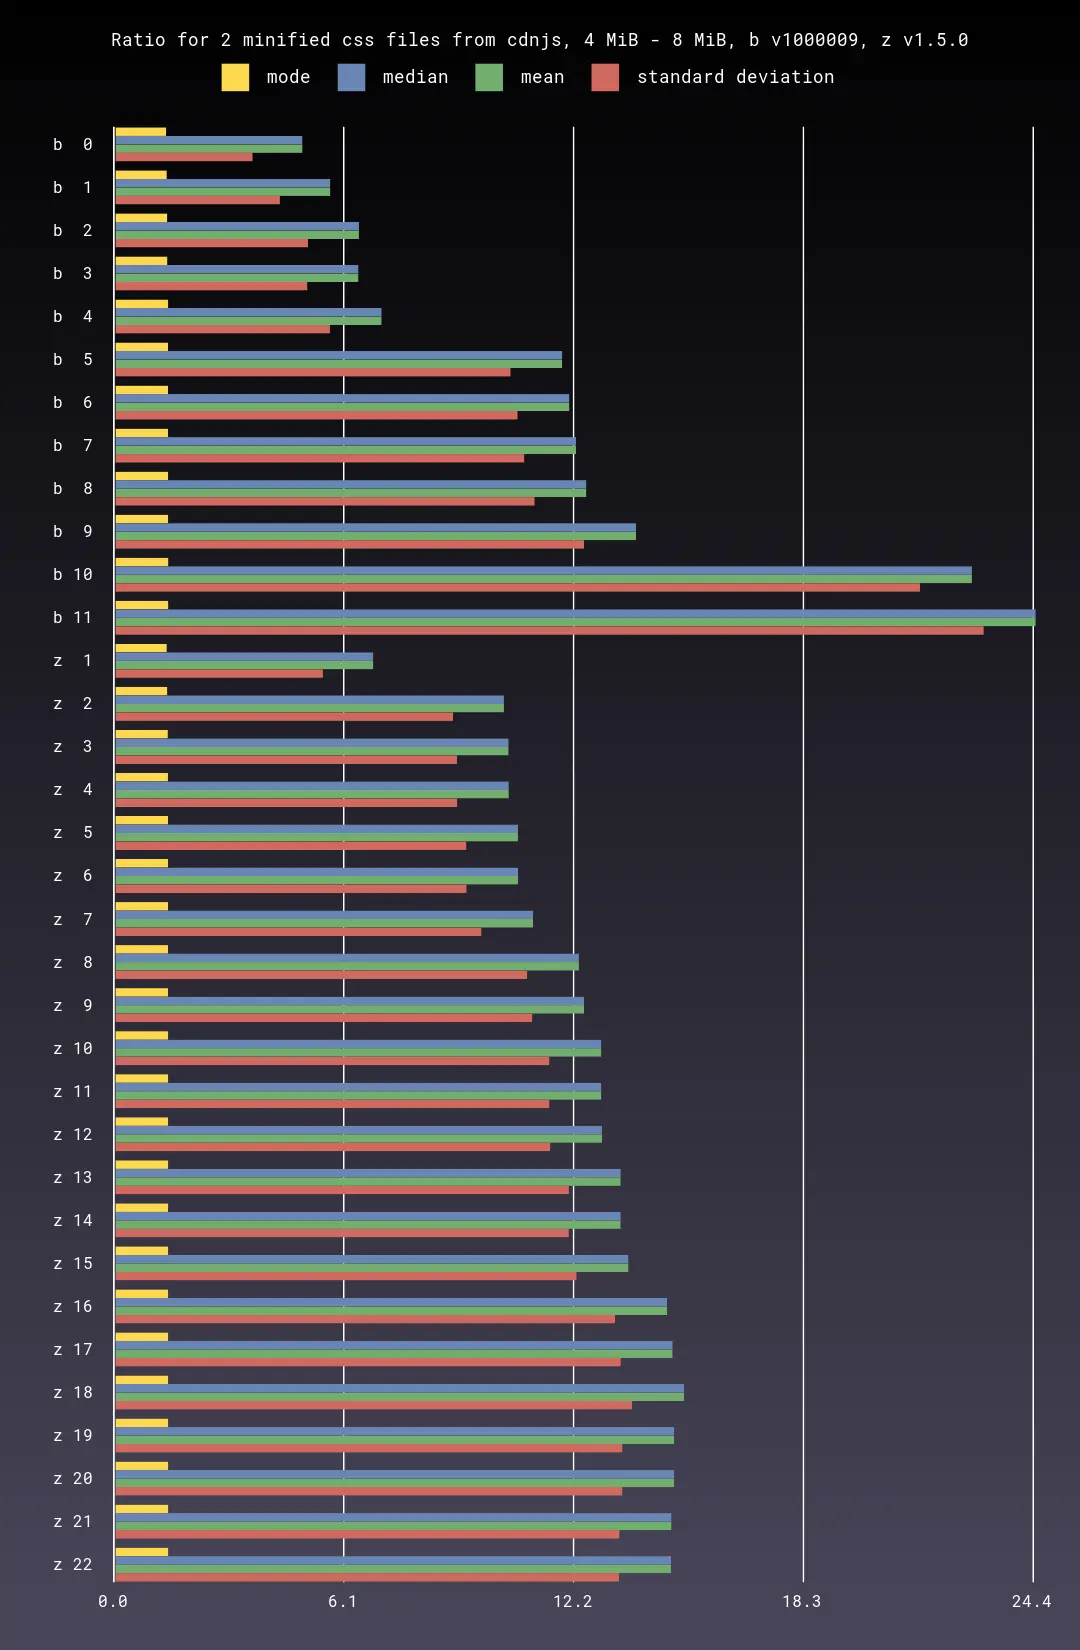 Ratio for 2 minified css files from cdnjs, 4 MiB - 8 MiB, b v1000009, z v1.5.0
mode median mean standard deviation
b 0
b 1
b 2
b 3
b 4
b 5
b 6
b 7
b 8
b 9
b 10
b 11
z 1
z 2
z 3
z 4
z 5
z 6
z 7
z 8
z 9
z 10
z 11
z 12
z 13
z 14
z 15
z 16
z 17
z 18
z 19
z 20
z 21
z 22
0.0 6.1 12.2 18.3 24.4